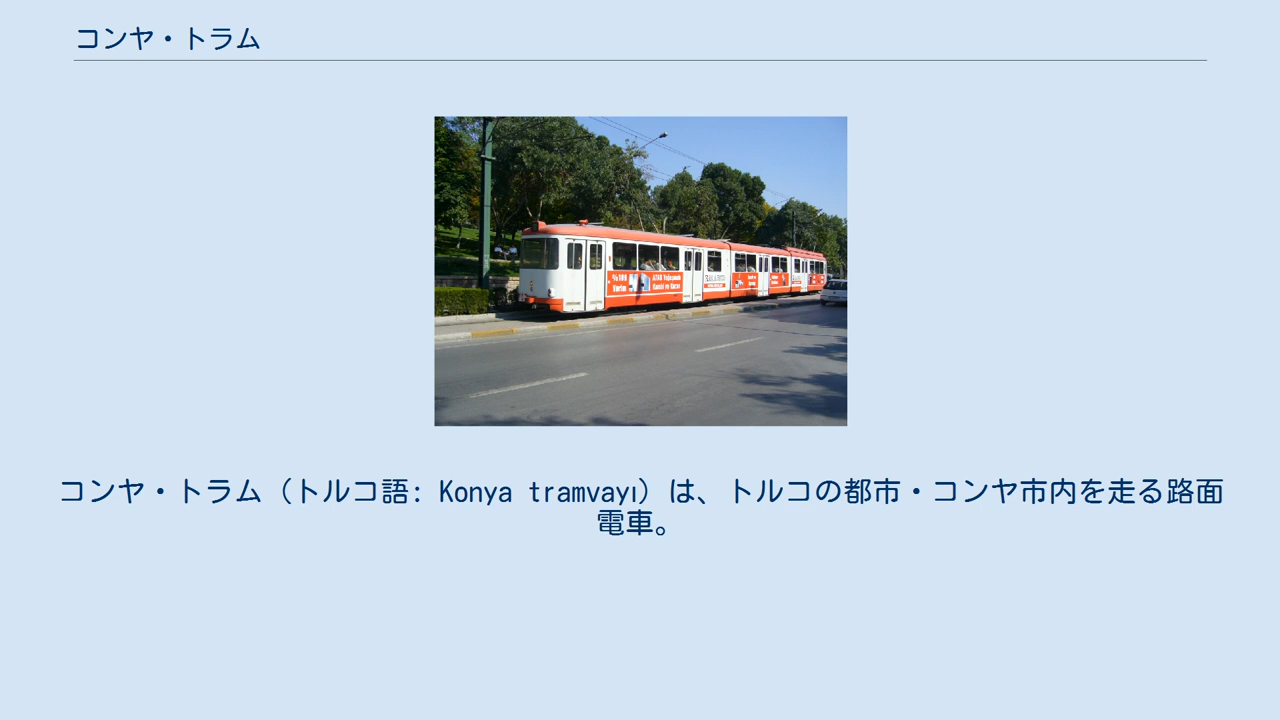 コンヤ・トラム
コンヤ・トラム（トルコ語: Konya tramvayı）は、トルコの都市・コンヤ市内を走る路面
電車。